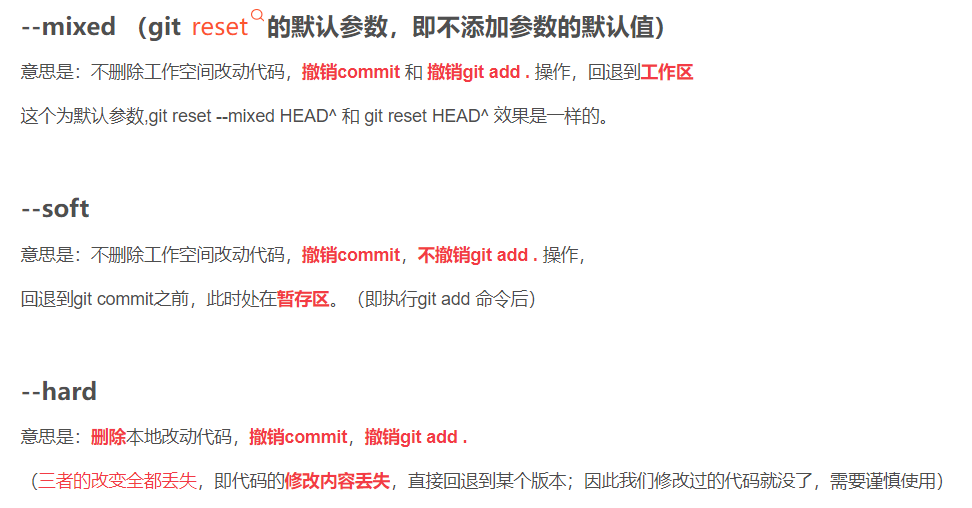 --mixed （git reset的默认参数，即不添加参数的默认值）
意思是：不删除工作空间改动代码，撤销commit 和 撤销git add . 操作，回退到工作区
这个为默认参数,git reset --mixed HEAD^ 和 git reset HEAD^ 效果是一样的。
--soft
意思是：不删除工作空间改动代码，撤销commit，不撤销git add . 操作，
回退到git commit之前，此时处在暂存区。（即执行git add 命令后）
--hard
意思是：删除本地改动代码，撤销commit，撤销git add .
（三者的改变全都丢失，即代码的修改内容丢失，直接回退到某个版本；因此我们修改过的代码就没了，需要谨慎使用）